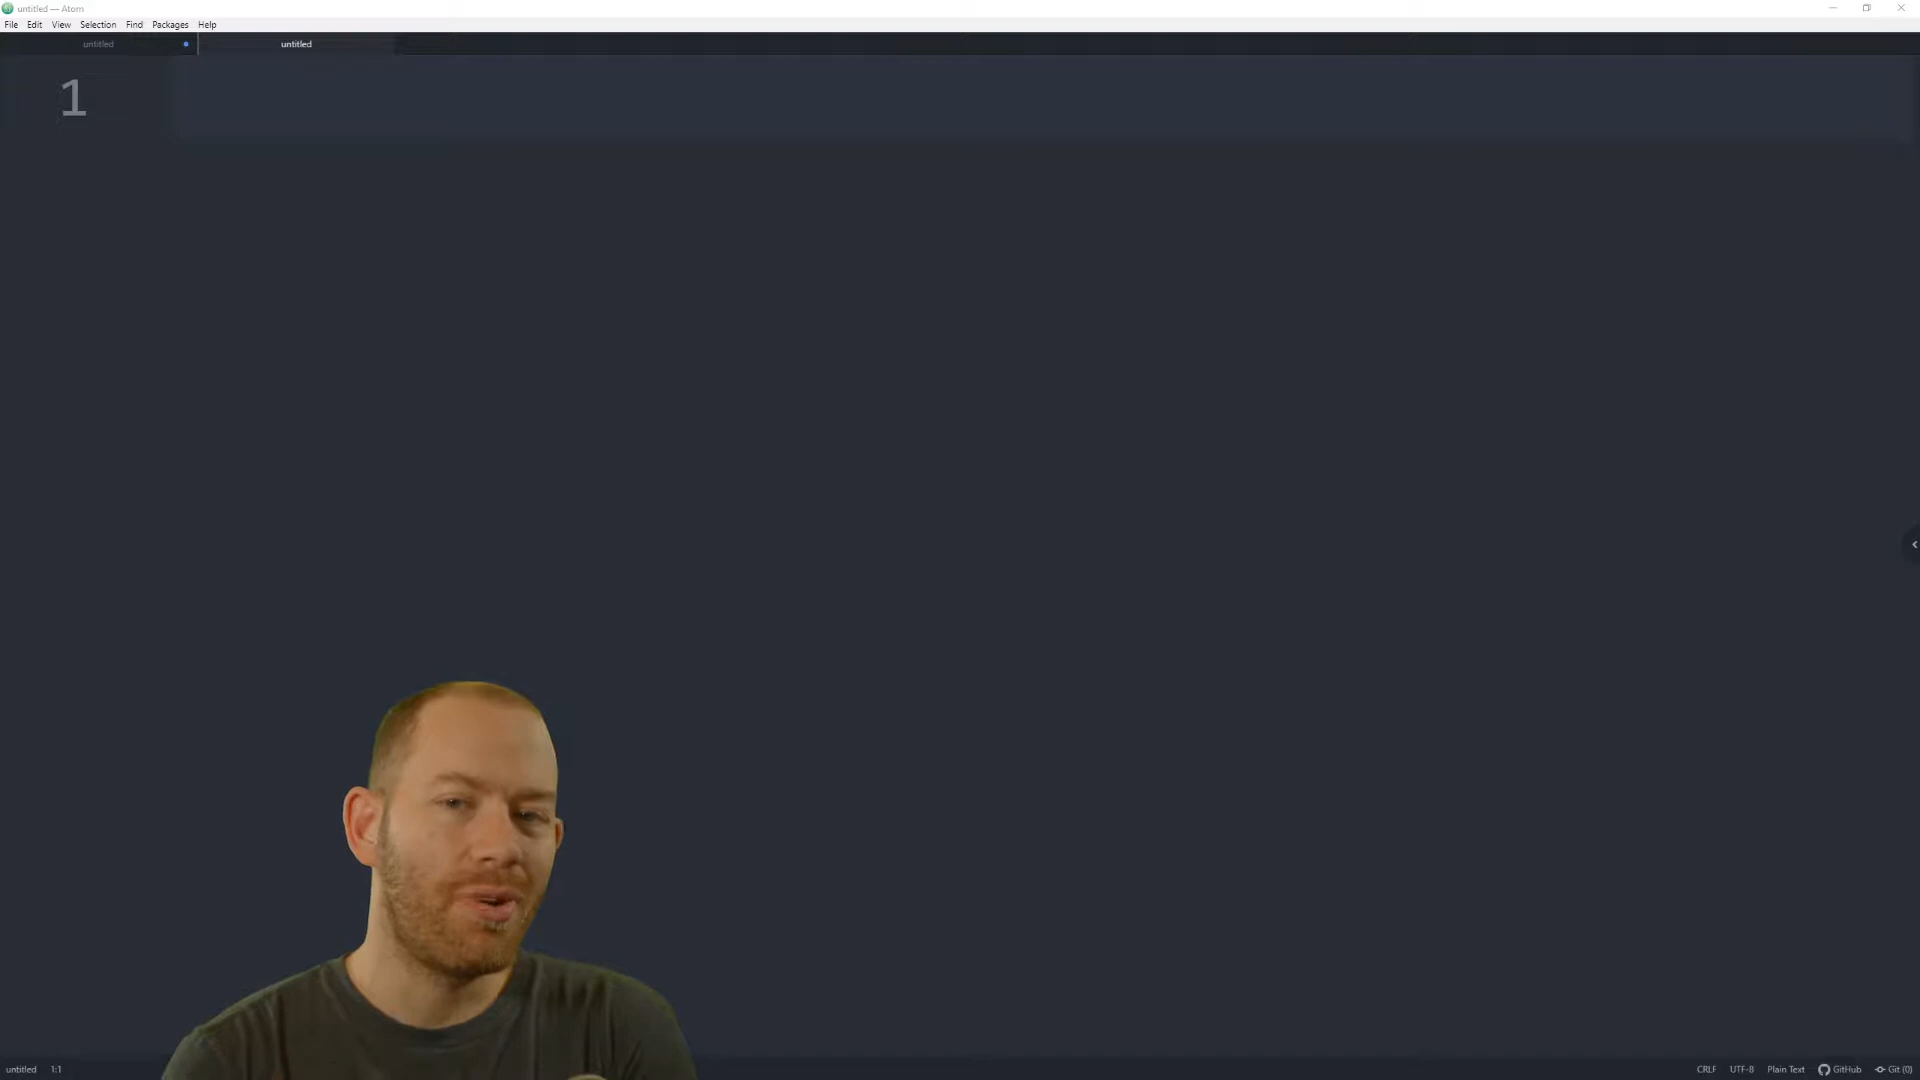 untitled — Atom
File Edit View Selection Find Packages Help
untitled untitled
1
untitled 1:1 CRLF UTF-8 Plain Text GitHub Git (0)